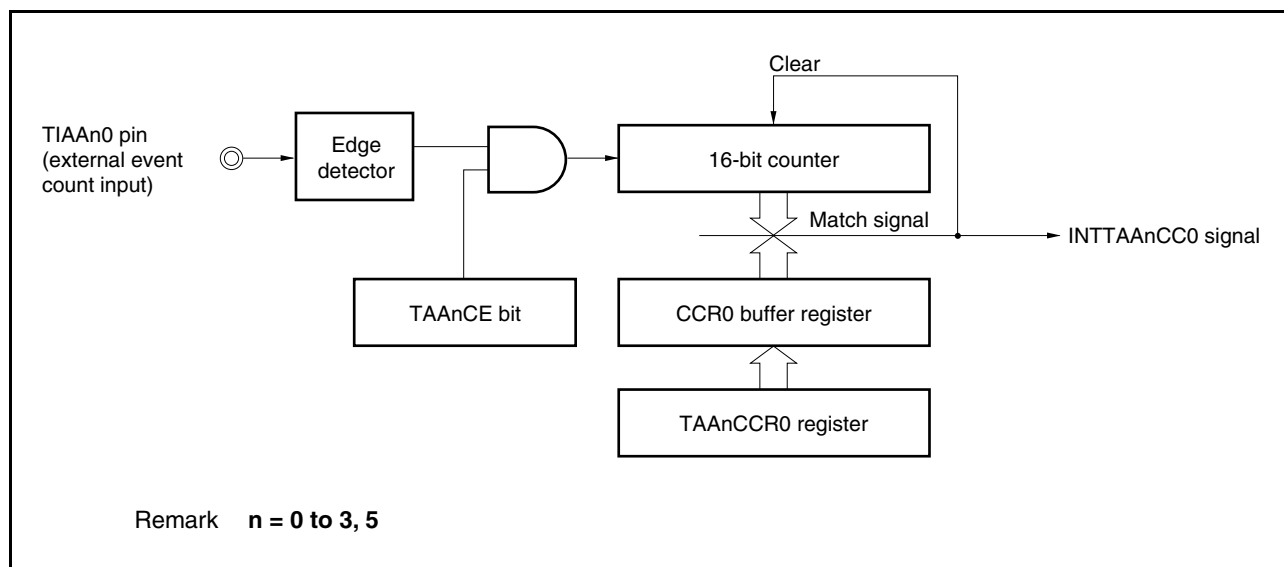 Clear
TIAAn0 pin
(external event
count input)
Edge
detector
16-bit counter
Match signal
INTTAAnCC0 signal
TAAnCE bit
CCR0 buffer register
TAAnCCR0 register
Remark n = 0 to 3, 5